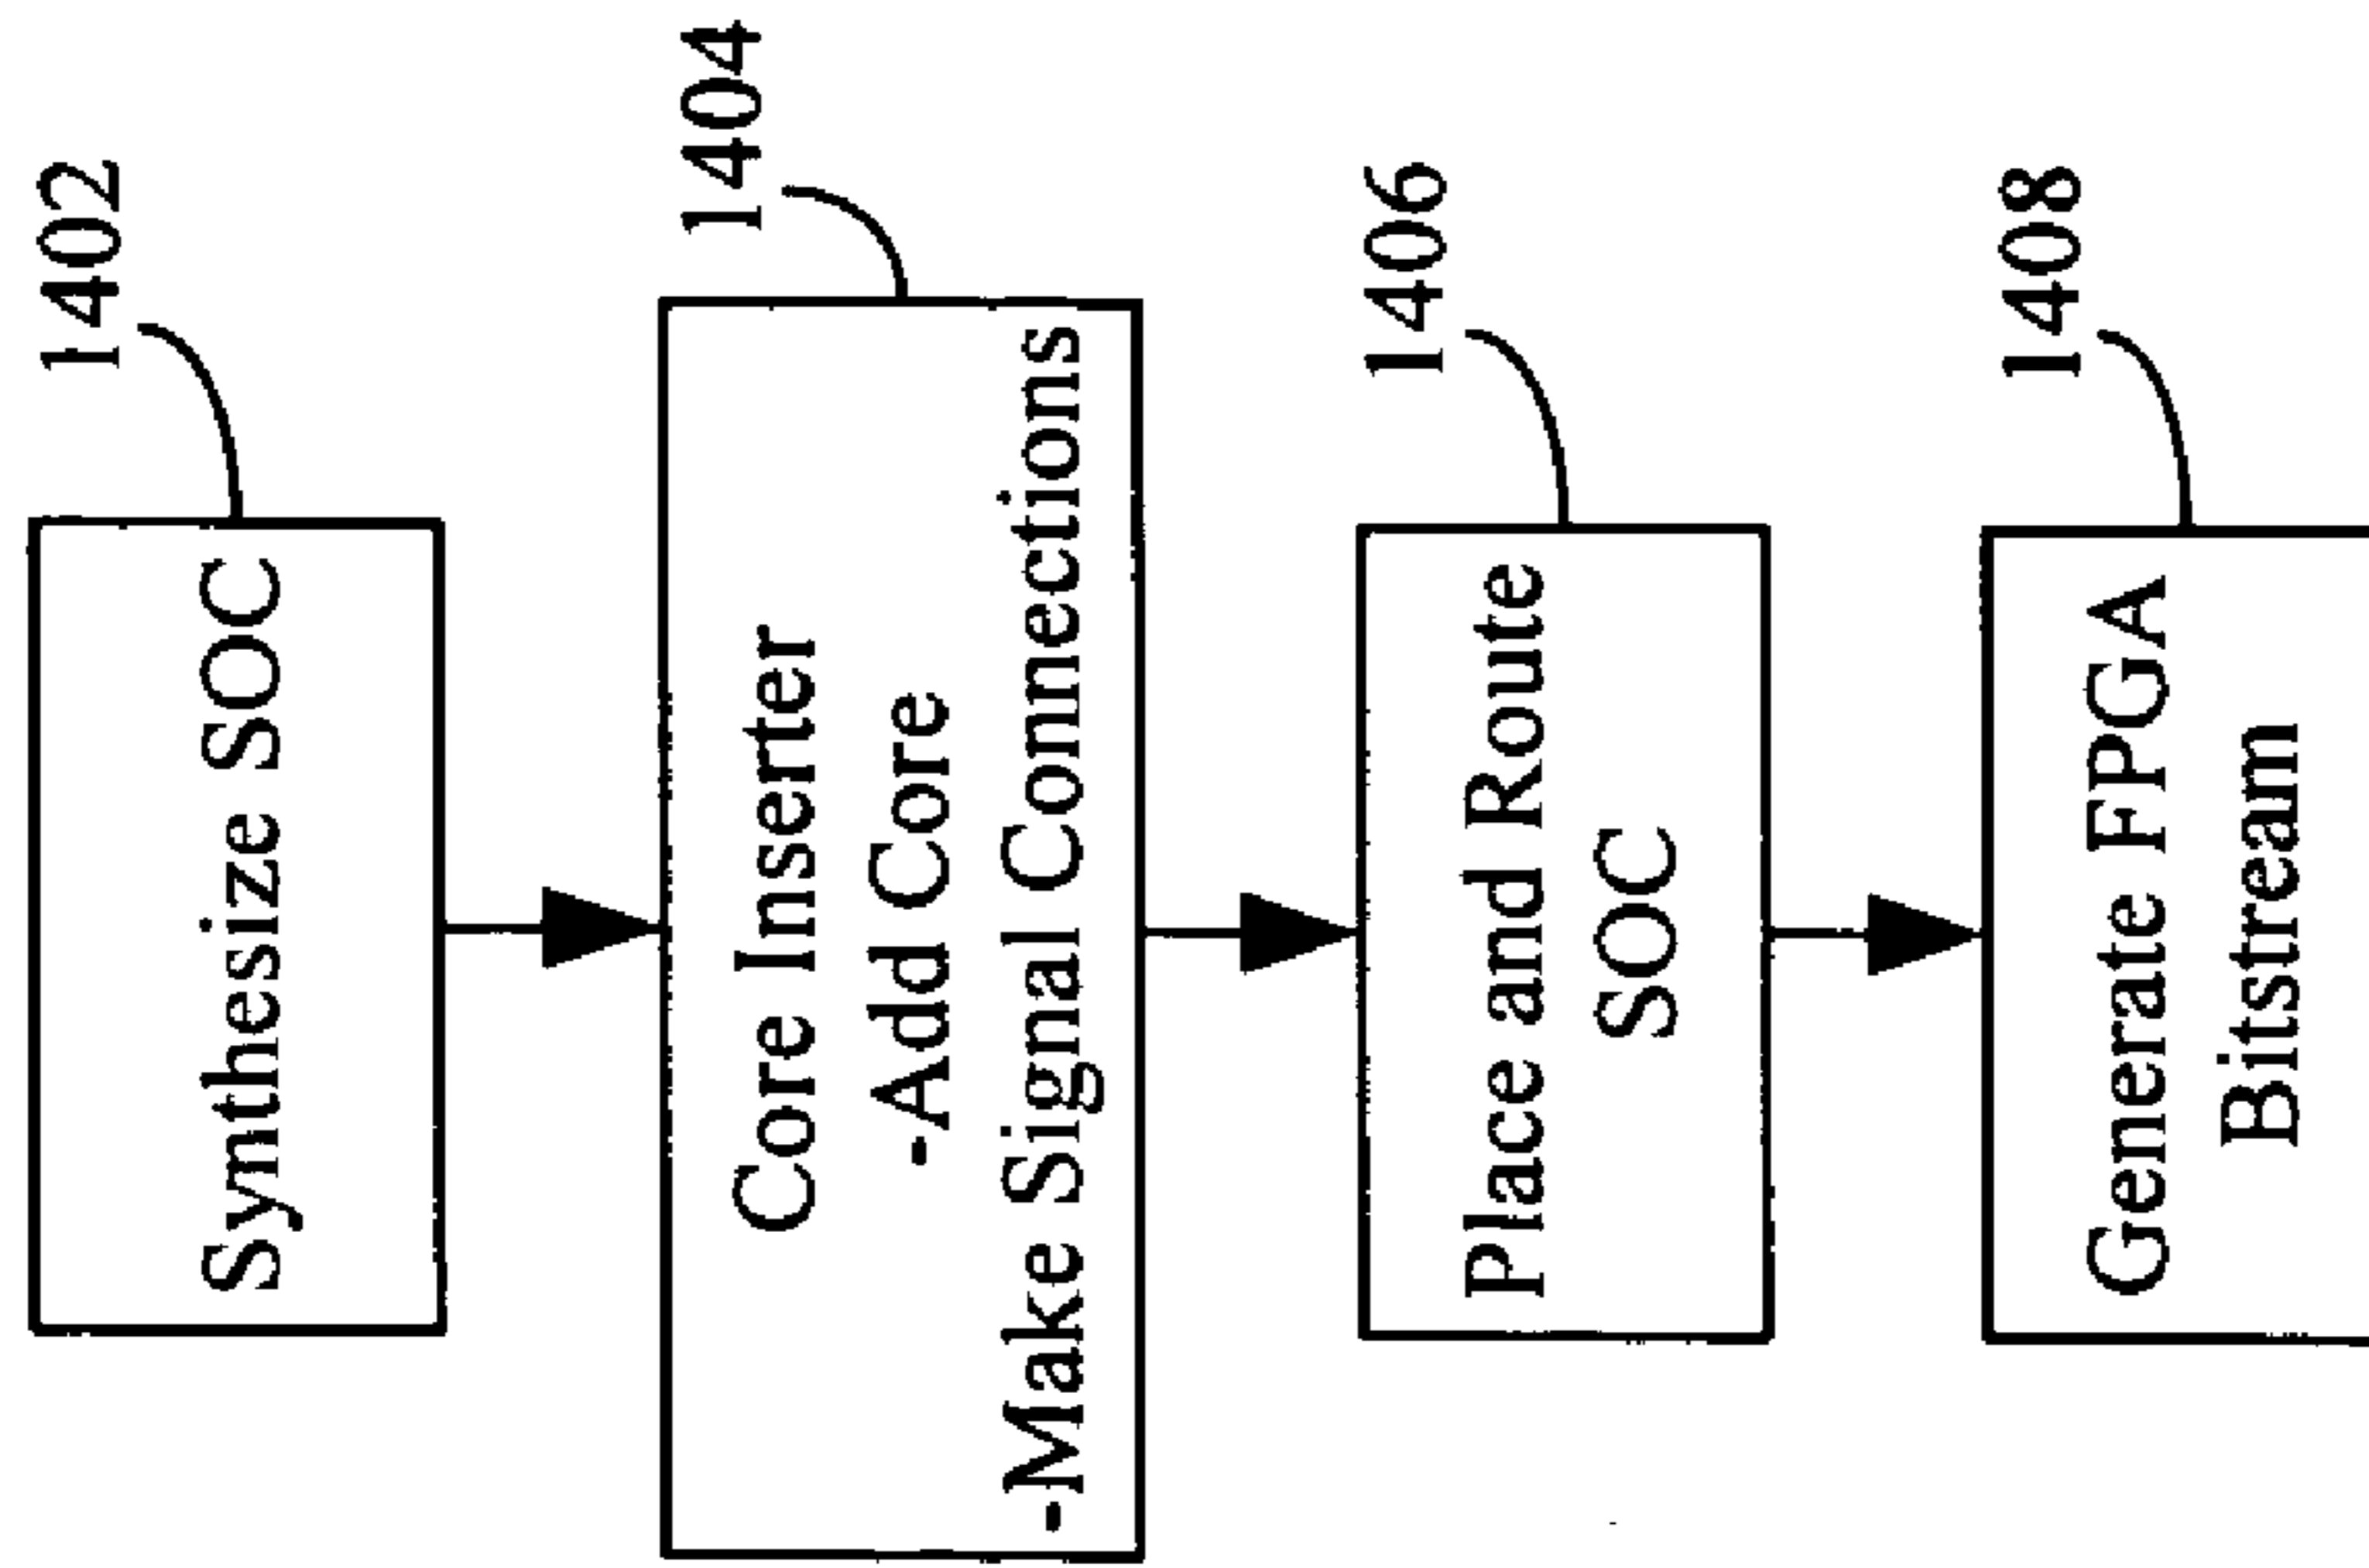 1402
Synthesize SOC
1404
Core Inserter
-Add Core
-Make Signal Connections
1406
Place and Route
SOC
1408
Generate FPGA
Bitstream